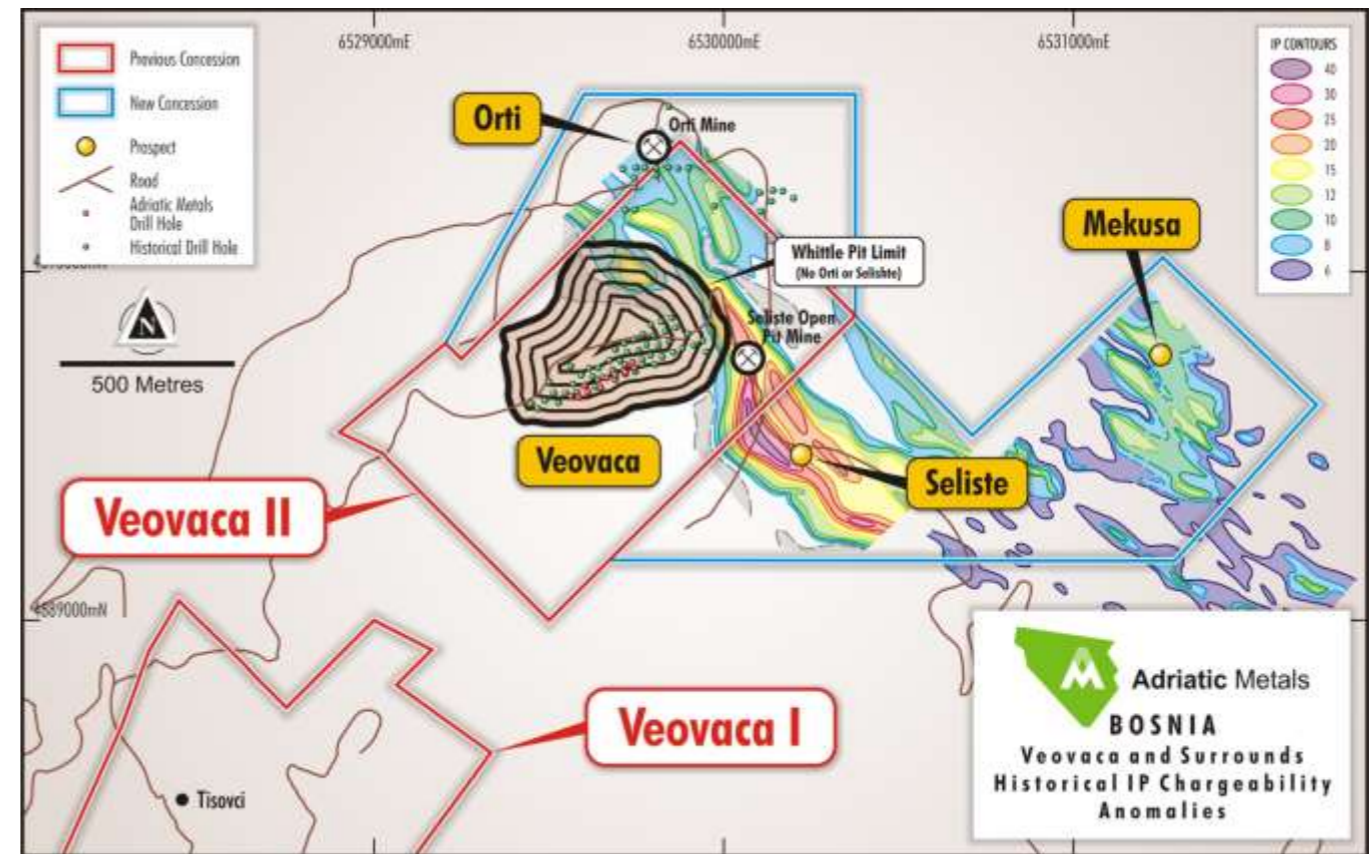 6529000mE
6530000mE
6531000mE
Previous Concession
New Concession
Prospect
Road
Adriatic Metals
Drill Hole
Historical Drill Hole
IP CONTOURS
40
30
25
20
15
12
10
8
6
N
500 Metres
Orti
Orti Mine
Whittle Pit Limit
(No Orti or Selishte)
Mekusa
Seliste Open
Pit Mine
Veovaca
Seliste
Veovaca II
Veovaca I
Tisovci
Adriatic Metals
BOSNIA
Veovaca and Surrounds
Historical IP Chargeability
Anomalies